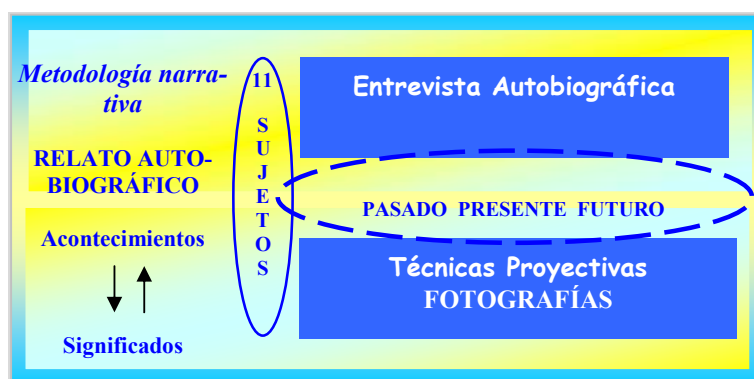 Metodología narra-
tiva
RELATO AUTO-
BIOGRÁFICO
Acontecimientos
Significados
11
S
U
J
E
T
O
S
Entrevista Autobiográfica
PASADO PRESENTE FUTURO
Técnicas Proyectivas
FOTOGRAFÍAS